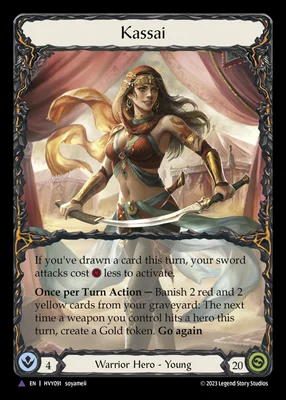 Kassai
If you've drawn a card this turn, your sword
attacks cost less to activate.
Once per Turn Action — Banish 2 red and 2
yellow cards from your graveyard: The next
time a weapon you control hits a hero this
turn, create a Gold token. Go again
4
Warrior Hero - Young
20
EN | HVY091 soyameii
© 2023 Legend Story Studios